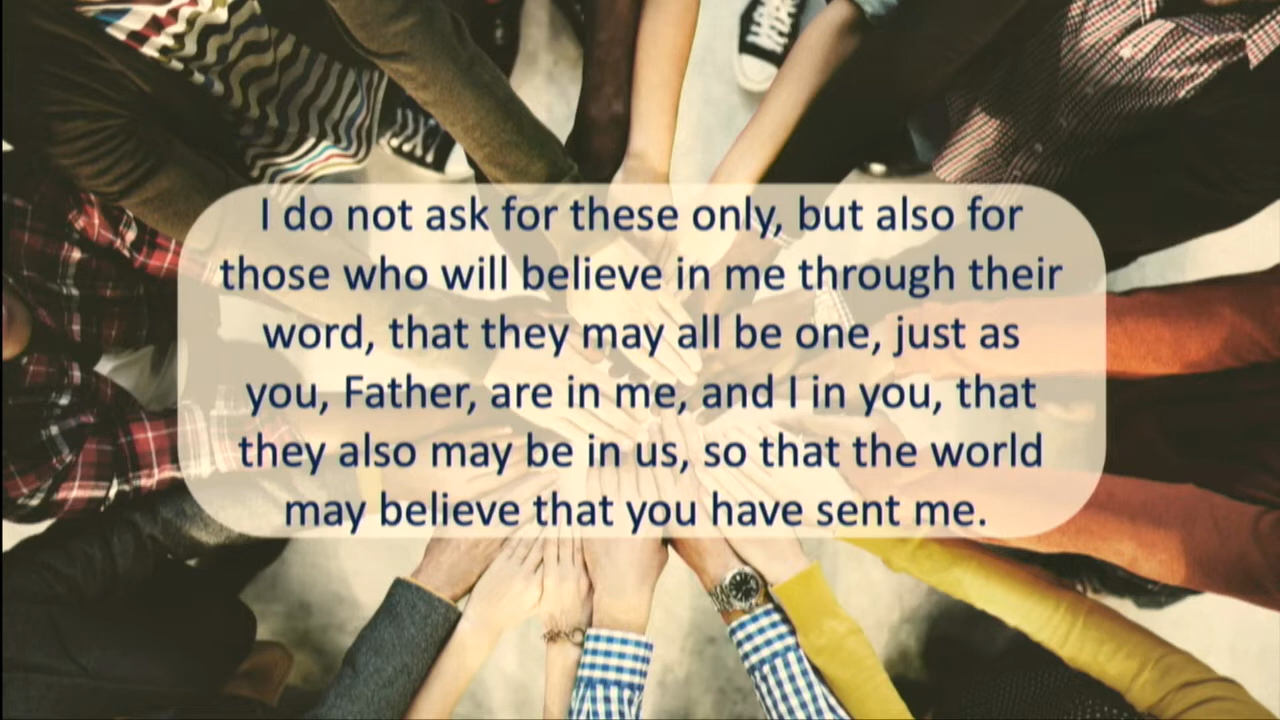 I do not ask for these only, but also for
those who will believe in me through their
word, that they may all be one, just as
you, Father, are in me, and I in you, that
they also may be in us, so that the world
may believe that you have sent me.